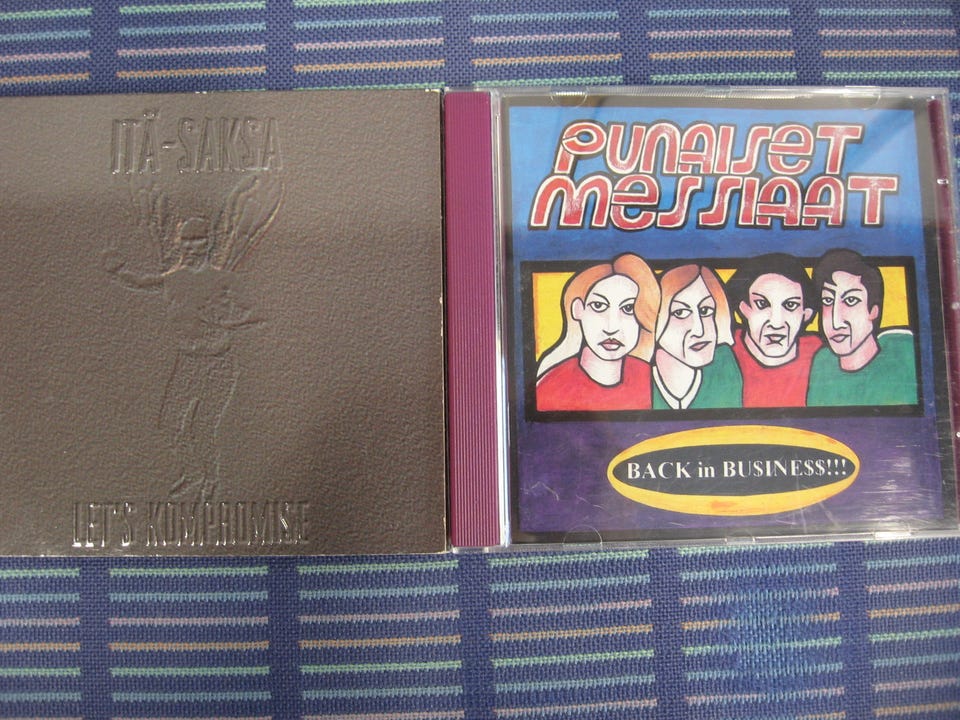 ITÄ-SAKSA
LET'S KOMPROMISE
PUNAISET
MESSIAAT
BACK in BU$INE$$!!!